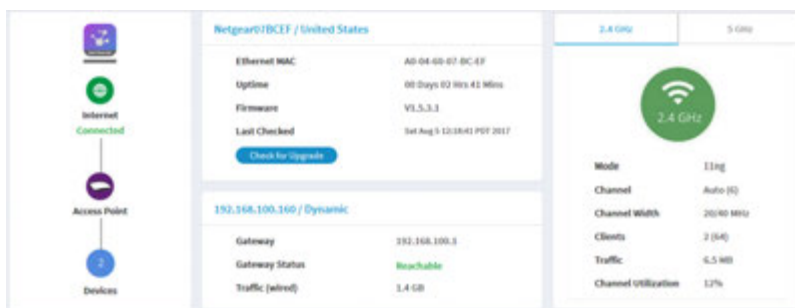 Internet
Connected
Access Point
2
Devices
Netgear07BCEF / United States
Ethernet MAC A0-04-60-07-BC-EF
Uptime 00 Days 02 Hrs 41 Mins
Firmware V1.5.3.1
Last Checked Sat Aug 5 12:18:41 PDT 2017
Check for Upgrade
192.168.100.160 / Dynamic
Gateway 192.168.100.1
Gateway Status Reachable
Traffic (wired) 1.4 GB
2.4 GHz 5 GHz
2.4 GHz
Mode 11ng
Channel Auto (6)
Channel Width 20/40 MHz
Clients 2 (64)
Traffic 6.5 MB
Channel Utilization 12%